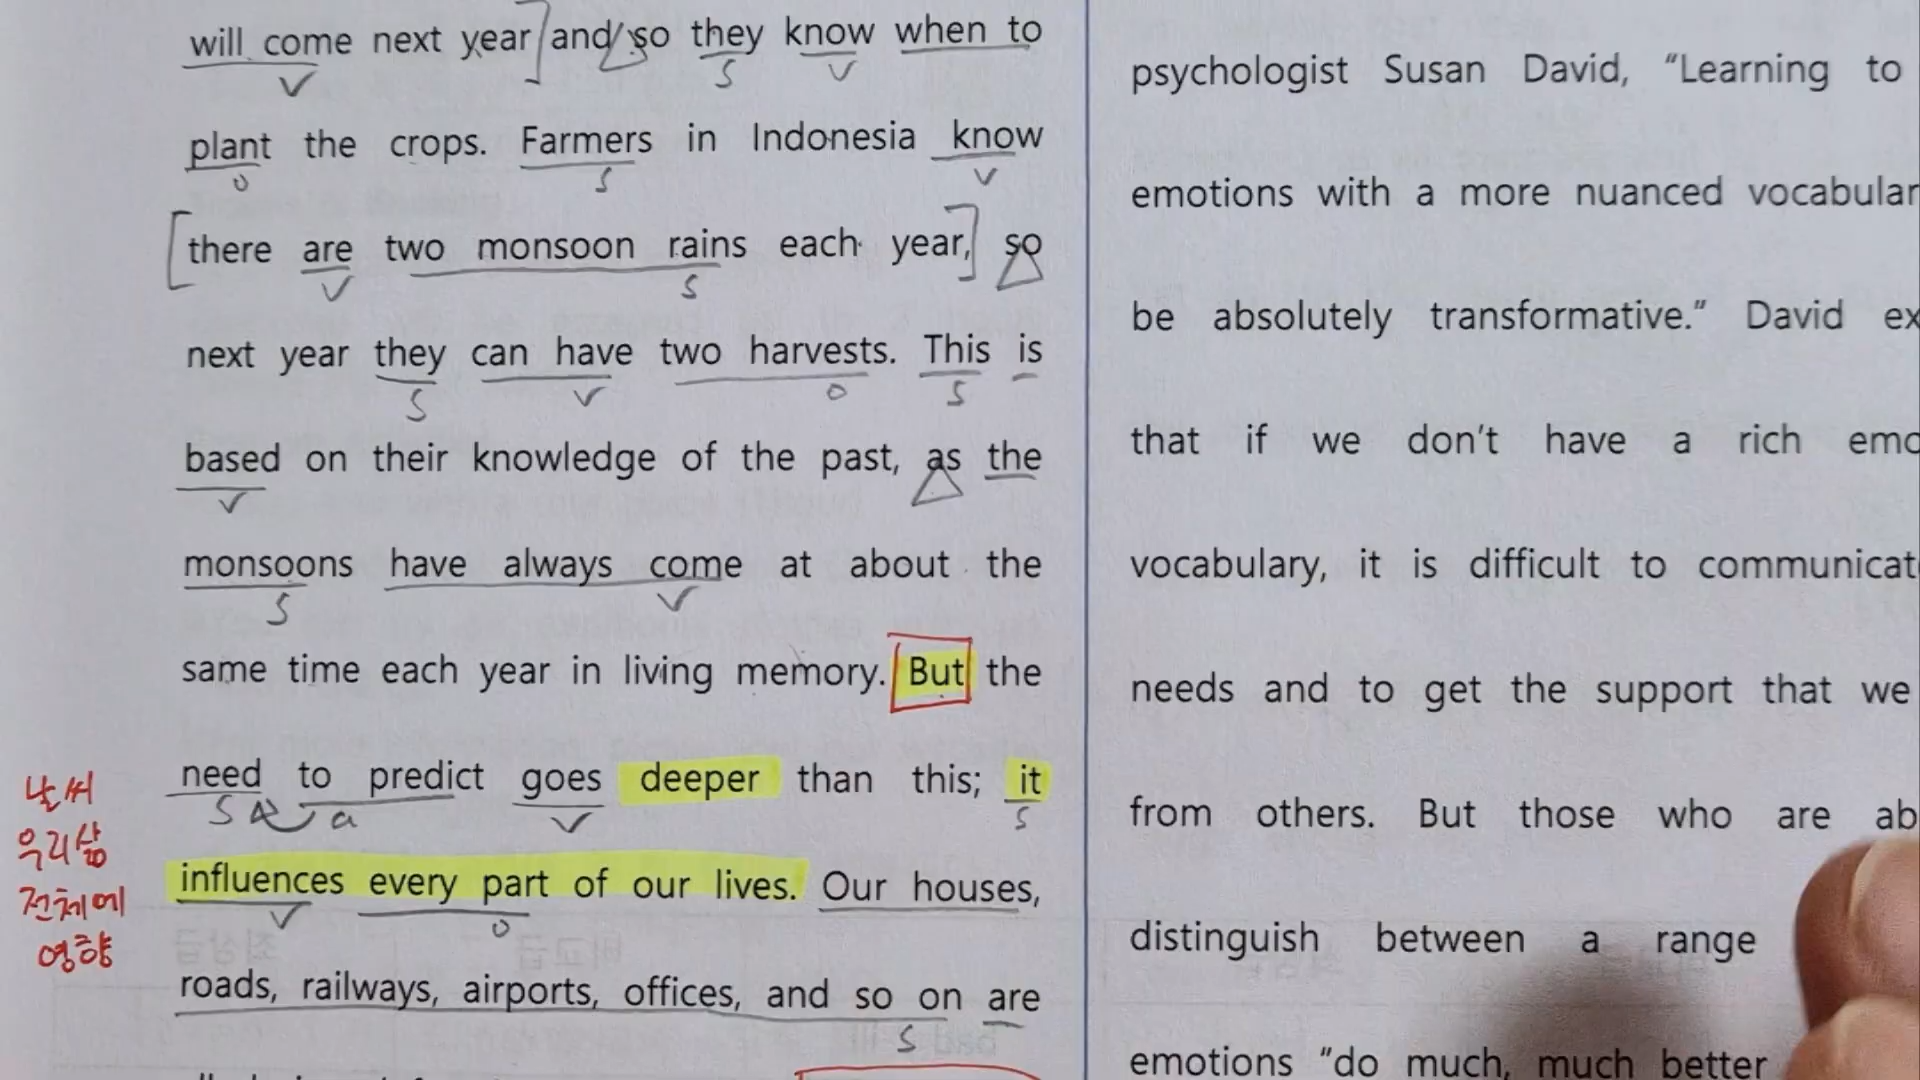 will come next year and so they know when to
V S V
plant the crops. Farmers in Indonesia know
O S V
there are two monsoon rains each year, so
V S
next year they can have two harvests. This is
S V O S
based on their knowledge of the past, as the
V
monsoons have always come at about the
S V
same time each year in living memory. But the
need to predict goes deeper than this; it
S a V S
influences every part of our lives. Our houses,
V O
roads, railways, airports, offices, and so on are
S
날씨
우리삶
전체에
영향
psychologist Susan David, “Learning to
emotions with a more nuanced vocabular
be absolutely transformative.” David ex
that if we don’t have a rich emo
vocabulary, it is difficult to communicat
needs and to get the support that we
from others. But those who are ab
distinguish between a range
emotions “do much, much better